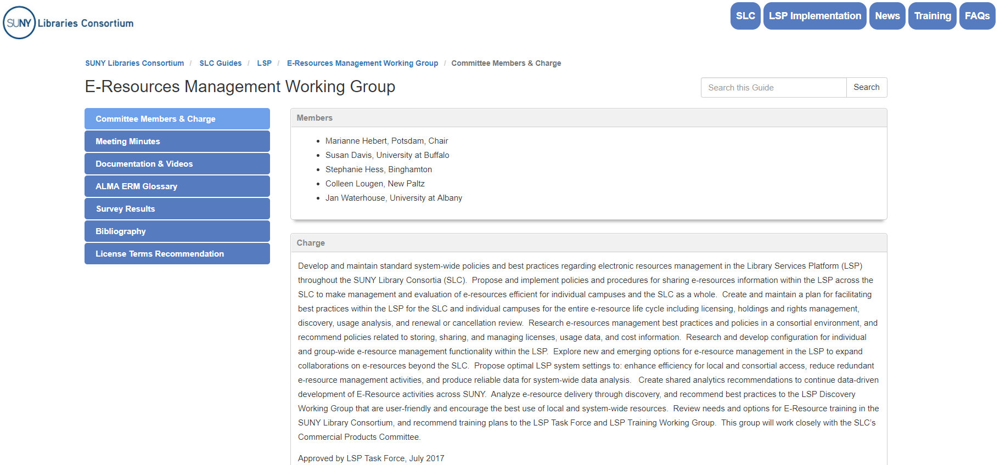 SUNY Libraries Consortium
SLC
LSP Implementation
News
Training
FAQs
SUNY Libraries Consortium / SLC Guides / LSP / E-Resources Management Working Group / Committee Members & Charge
E-Resources Management Working Group
Search this Guide
Search
Committee Members & Charge
Meeting Minutes
Documentation & Videos
ALMA ERM Glossary
Survey Results
Bibliography
License Terms Recommendation
Members
• Marianne Hebert, Potsdam, Chair
• Susan Davis, University at Buffalo
• Stephanie Hess, Binghamton
• Colleen Lougen, New Paltz
• Jan Waterhouse, University at Albany
Charge
Develop and maintain standard system-wide policies and best practices regarding electronic resources management in the Library Services Platform (LSP)
throughout the SUNY Library Consortia (SLC).  Propose and implement policies and procedures for sharing e-resources information within the LSP across the
SLC to make management and evaluation of e-resources efficient for individual campuses and the SLC as a whole.  Create and maintain a plan for facilitating
best practices within the LSP for the SLC and individual campuses for the entire e-resource life cycle including licensing, holdings and rights management,
discovery, usage analysis, and renewal or cancellation review.  Research e-resources management best practices and policies in a consortial environment, and
recommend policies related to storing, sharing, and managing licenses, usage data, and cost information.  Research and develop configuration for individual
and group-wide e-resource management functionality within the LSP.  Explore new and emerging options for e-resource management in the LSP to expand
collaborations on e-resources beyond the SLC.  Propose optimal LSP system settings to: enhance efficiency for local and consortial access, reduce redundant
e-resource management activities, and produce reliable data for system-wide data analysis.   Create shared analytics recommendations to continue data-driven
development of E-Resource activities across SUNY.  Analyze e-resource delivery through discovery, and recommend best practices to the LSP Discovery
Working Group that are user-friendly and encourage the best use of local and system-wide resources.  Review needs and options for E-Resource training in the
SUNY Library Consortium, and recommend training plans to the LSP Task Force and LSP Training Working Group.  This group will work closely with the SLC’s
Commercial Products Committee.
Approved by LSP Task Force, July 2017